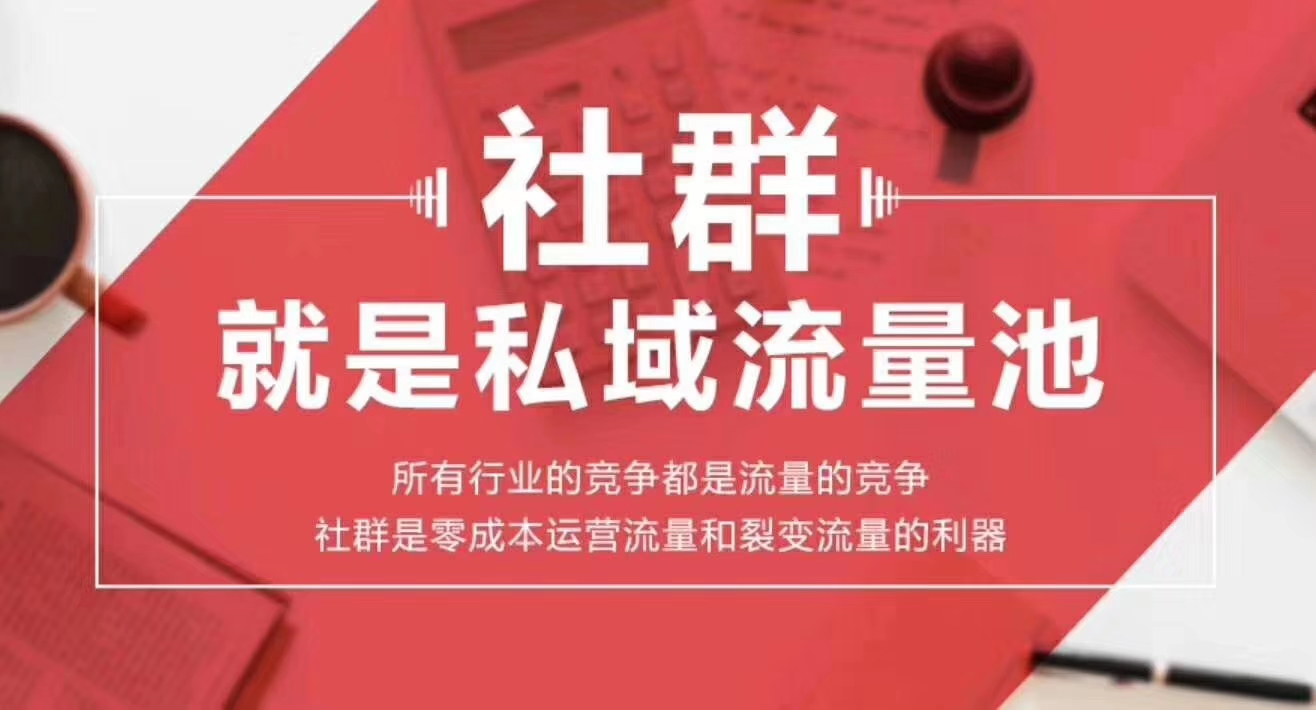 社群
就是私域流量池
所有行业的竞争都是流量的竞争
社群是零成本运营流量和裂变流量的利器